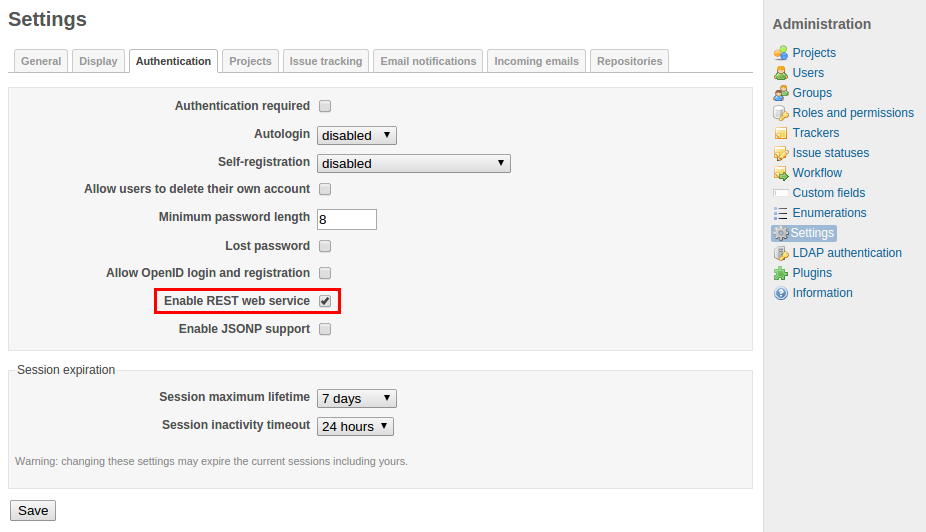 Settings
General
Display
Authentication
Projects
Issue tracking
Email notifications
Incoming emails
Repositories
Authentication required
Autologin disabled
Self-registration disabled
Allow users to delete their own account
Minimum password length 8
Lost password
Allow OpenID login and registration
Enable REST web service
Enable JSONP support
Session expiration
Session maximum lifetime 7 days
Session inactivity timeout 24 hours
Warning: changing these settings may expire the current sessions including yours.
Save
Administration
Projects
Users
Groups
Roles and permissions
Trackers
Issue statuses
Workflow
Custom fields
Enumerations
Settings
LDAP authentication
Plugins
Information